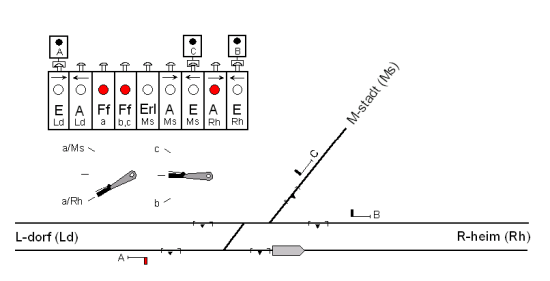 A C B
E A Ff Ff Erl A E A E
Ld Ld a b,c Ms Ms Ms Rh Rh
M-stadt (Ms)
a/Ms c
C
a/Rh b
B
L-dorf (Ld) R-heim (Rh)
A